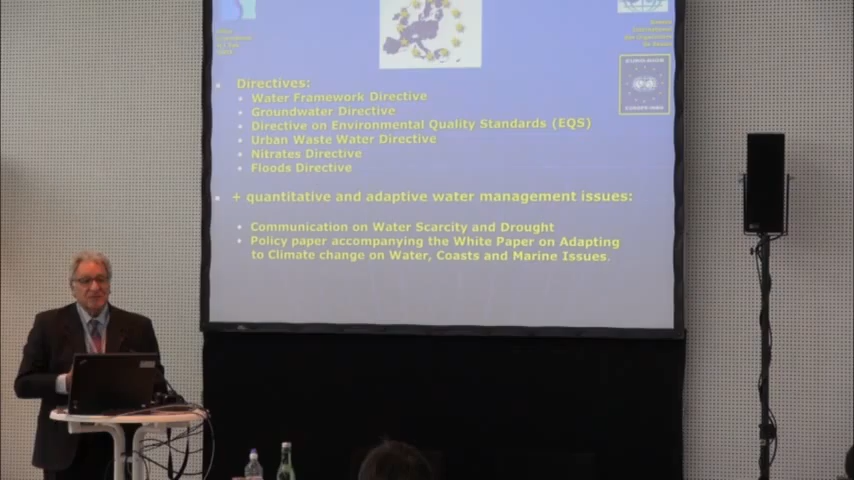 Directives:
Water Framework Directive
Groundwater Directive
Directive on Environmental Quality Standards (EQS)
Urban Waste Water Directive
Nitrates Directive
Floods Directive
+ quantitative and adaptive water management issues:
Communication on Water Scarcity and Drought
Policy paper accompanying the White Paper on Adapting
to Climate change on Water, Coasts and Marine Issues.